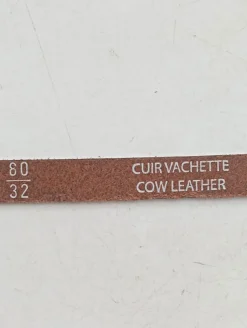 80
32
CUIR VACHETTE
COW LEATHER